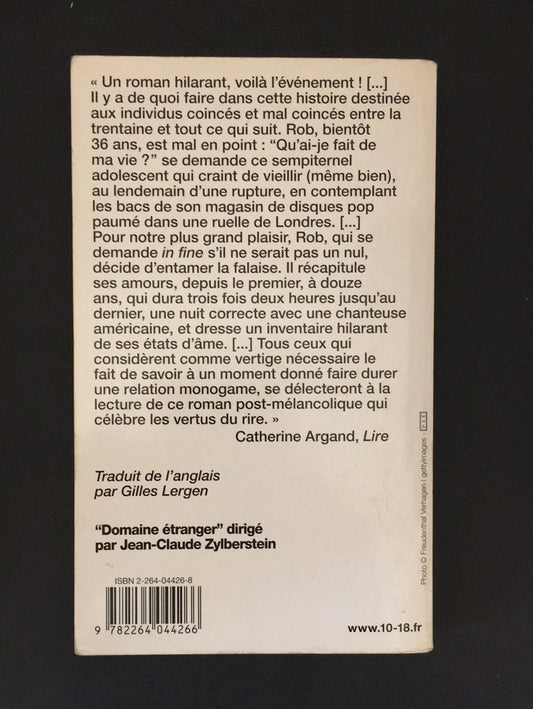 « Un roman hilarant, voilà l'événement ! [...]
Il y a de quoi faire dans cette histoire destinée
aux individus coincés et mal coincés entre la
trentaine et tout ce qui suit. Rob, bientôt
36 ans, est mal en point : “Qu'ai-je fait de
ma vie ?” se demande ce sempiternel
adolescent qui craint de vieillir (même bien),
au lendemain d'une rupture, en contemplant
les bacs de son magasin de disques pop
paumé dans une ruelle de Londres. [...]
Pour notre plus grand plaisir, Rob, qui se
demande in fine s'il ne serait pas un nul,
décide d'entamer la falaise. Il récapitule
ses amours, depuis le premier, à douze
ans, qui dura trois fois deux heures jusqu'au
dernier, une nuit correcte avec une chanteuse
américaine, et dresse un inventaire hilarant
de ses états d'âme. [...] Tous ceux qui
considèrent comme vertige nécessaire le
fait de savoir à un moment donné faire durer
une relation monogame, se délecteront à la
lecture de ce roman post-mélancolique qui
célèbre les vertus du rire. »
Catherine Argand, Lire
Traduit de l'anglais
par Gilles Lergen
“Domaine étranger” dirigé
par Jean-Claude Zylberstein
ISBN 2-264-04426-8
9 782264 044266
www.10-18.fr
Photo © Freudenthal Verhagen / gettyimages -